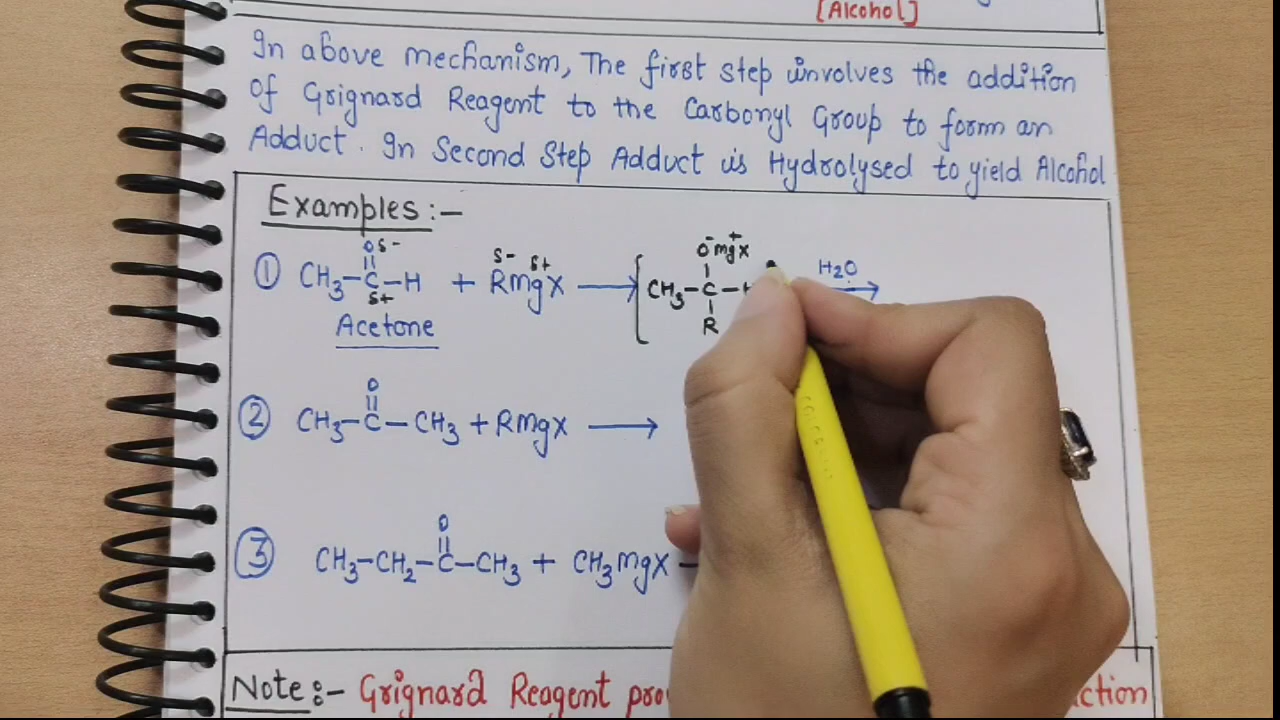 [Alcohol]
In above mechanism, The first step involves the addition
of Grignard Reagent to the Carbonyl Group to form an
Adduct. In Second Step Adduct is Hydrolysed to yield Alcohol
Examples:-
① CH3-C-H + RMgX → [CH3-C- H2O →
O δ-
δ+
δ- δ+
O-Mg+X
R
Acetone
② CH3-C-CH3 + RMgX →
O
③ CH3-CH2-C-CH3 + CH3MgX
O
Note:- Grignard Reagent